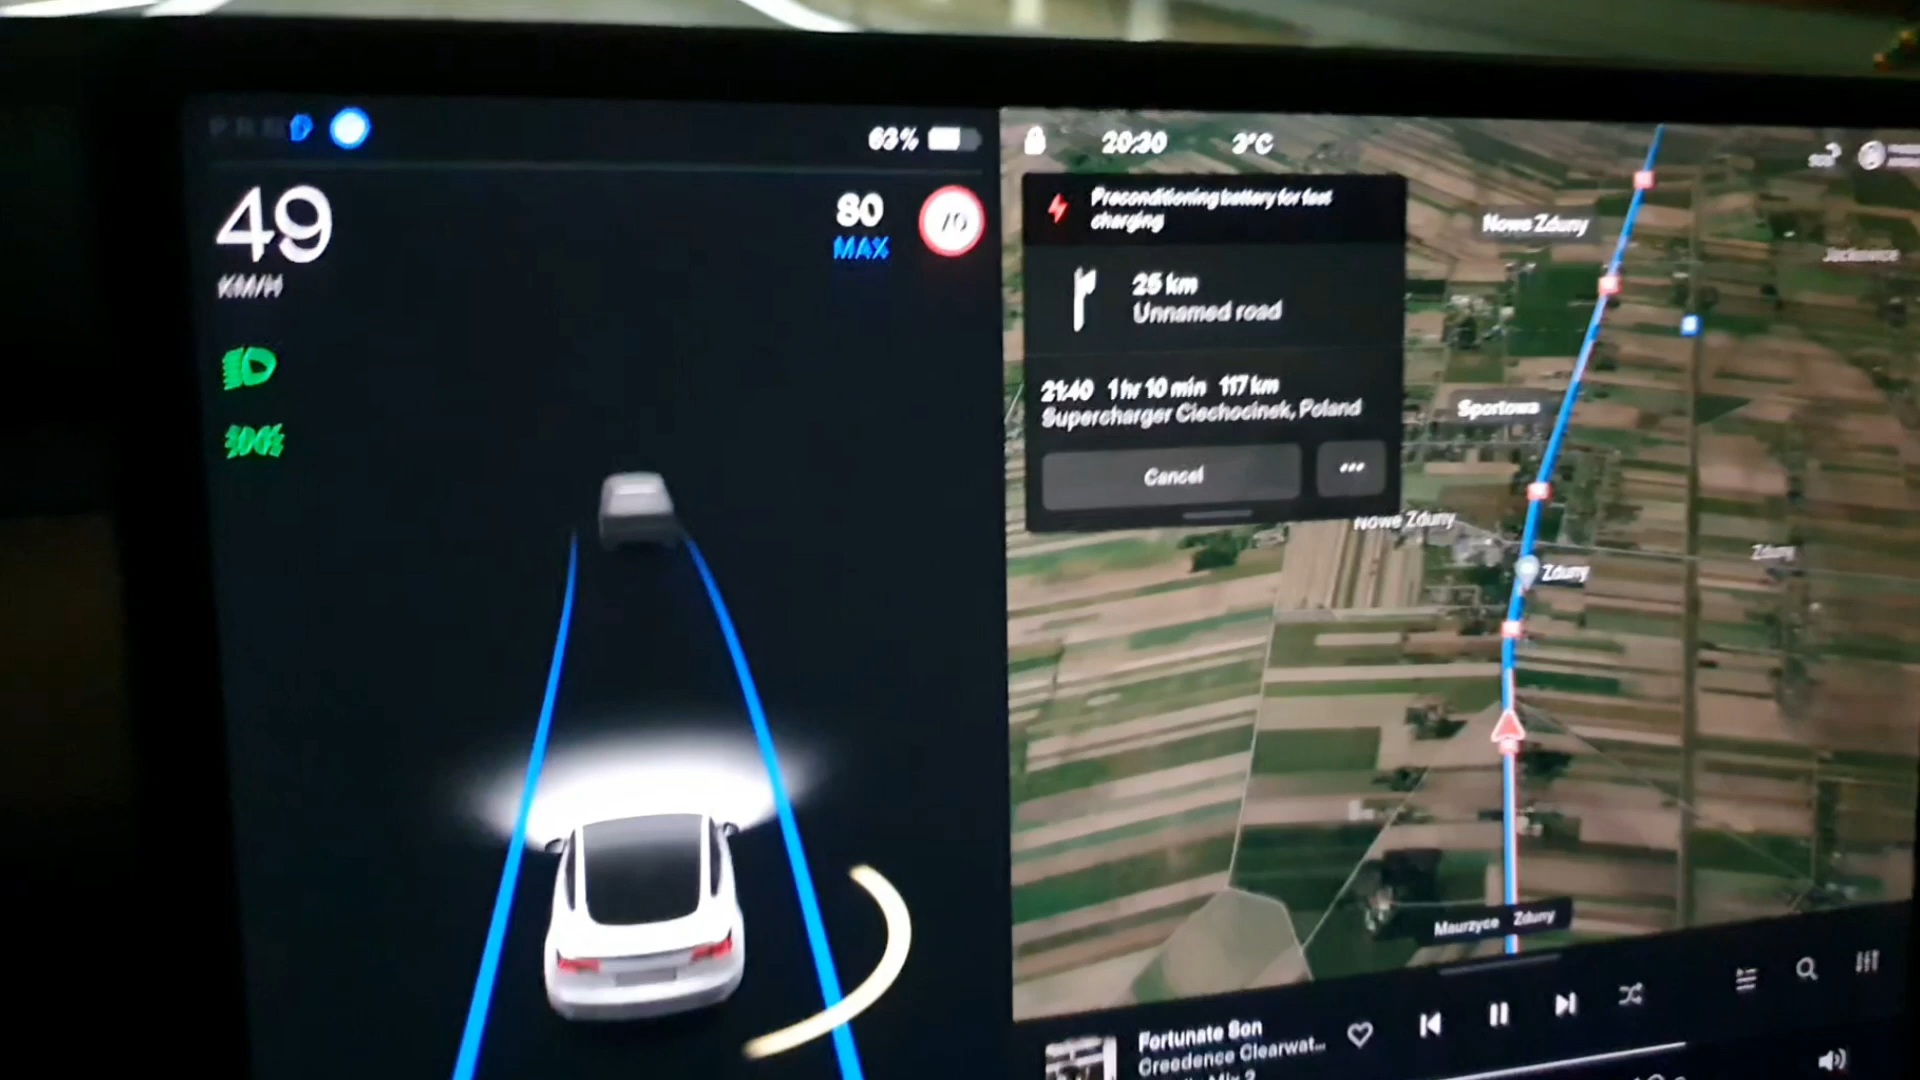 P R N D
63%
49
KM/H
80
MAX
70
20:30
3°C
Preconditioning battery for fast
charging
25 km
Unnamed road
21:40 1 hr 10 min 117 km
Supercharger Ciechocinek, Poland
Cancel
Nowe Zduny
Jackowice
Sportowa
Nowe Zduny
Zduny
Zduny
Maurzyce Zduny
Fortunate Son
Creedence Clearwat...